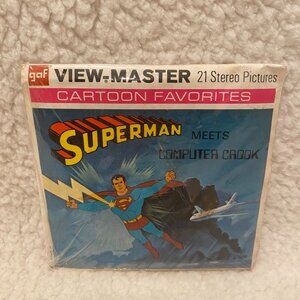 gaf VIEW-MASTER 21 Stereo Pictures
CARTOON FAVORITES
SUPERMAN
MEETS
COMPUTER CROOK